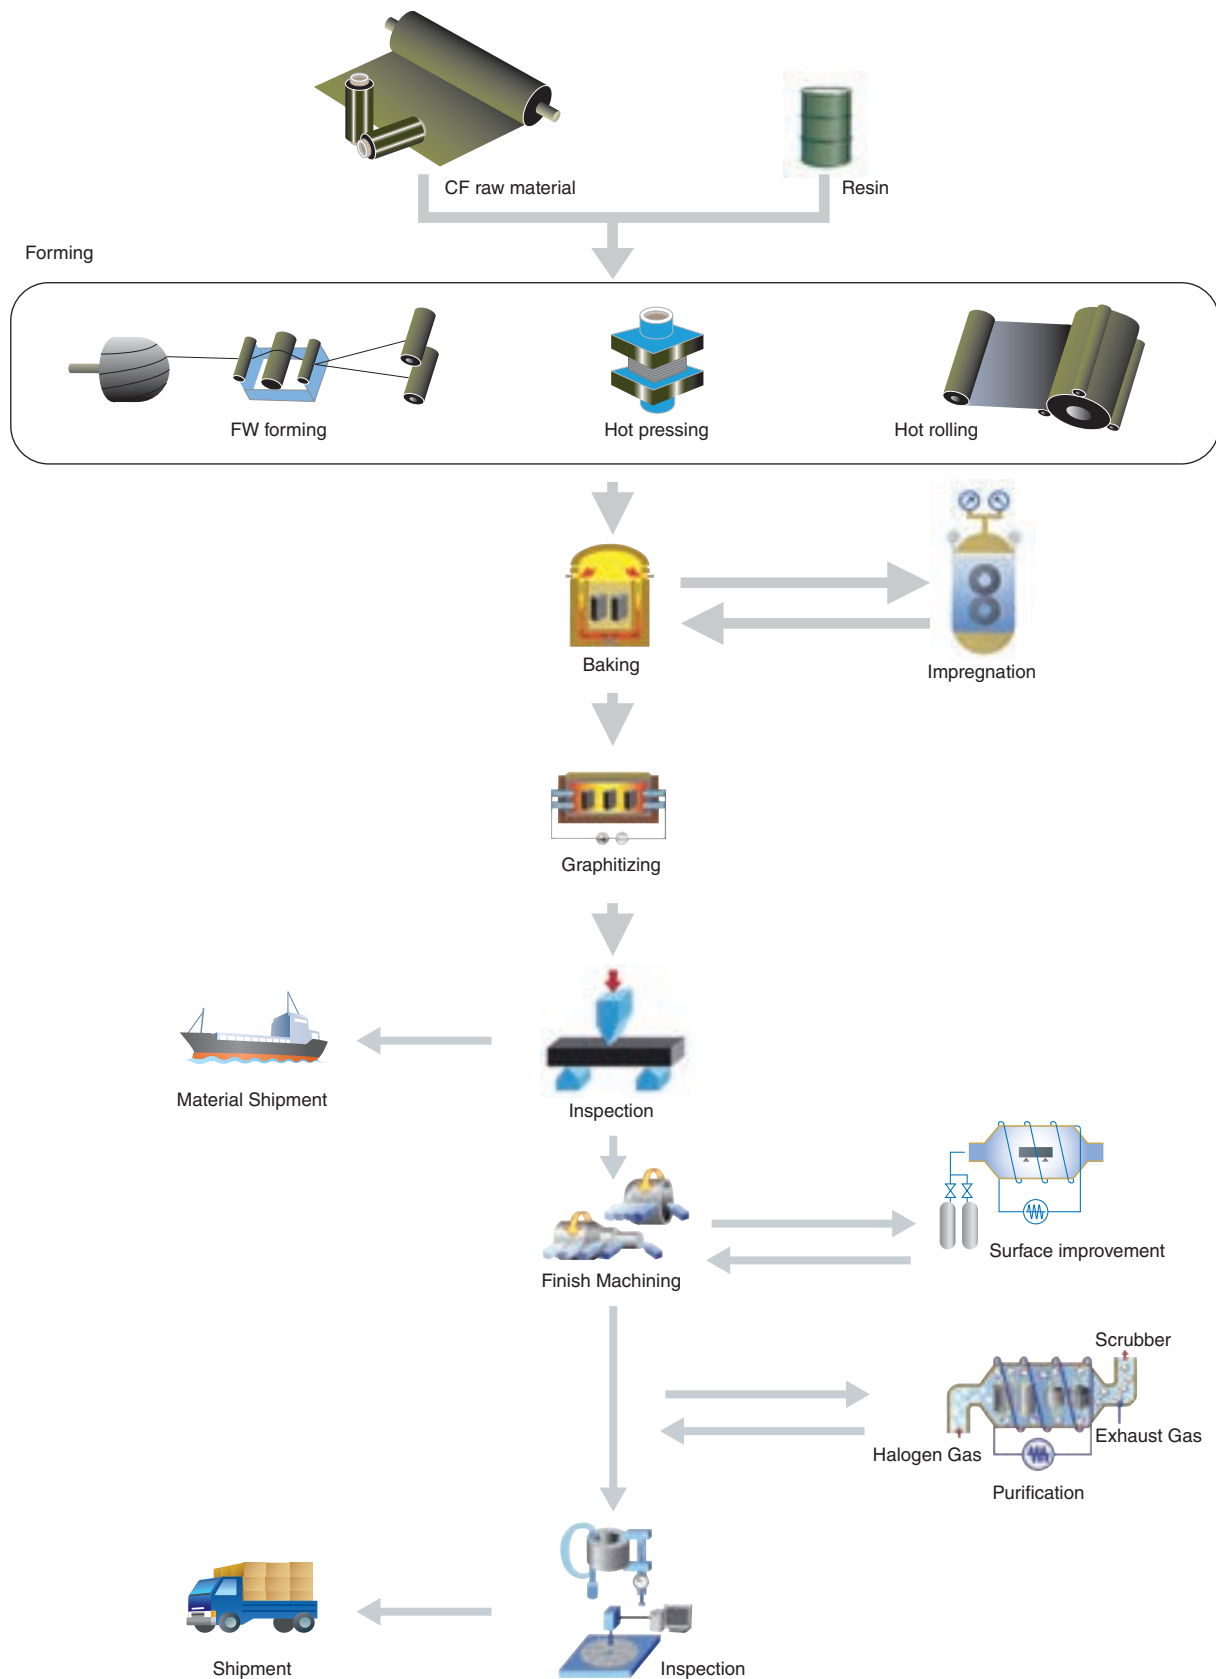 CF raw material
Resin
Forming
FW forming
Hot pressing
Hot rolling
Baking
Impregnation
Graphitizing
Material Shipment
Inspection
Surface improvement
Finish Machining
Scrubber
Halogen Gas
Exhaust Gas
Purification
Shipment
Inspection